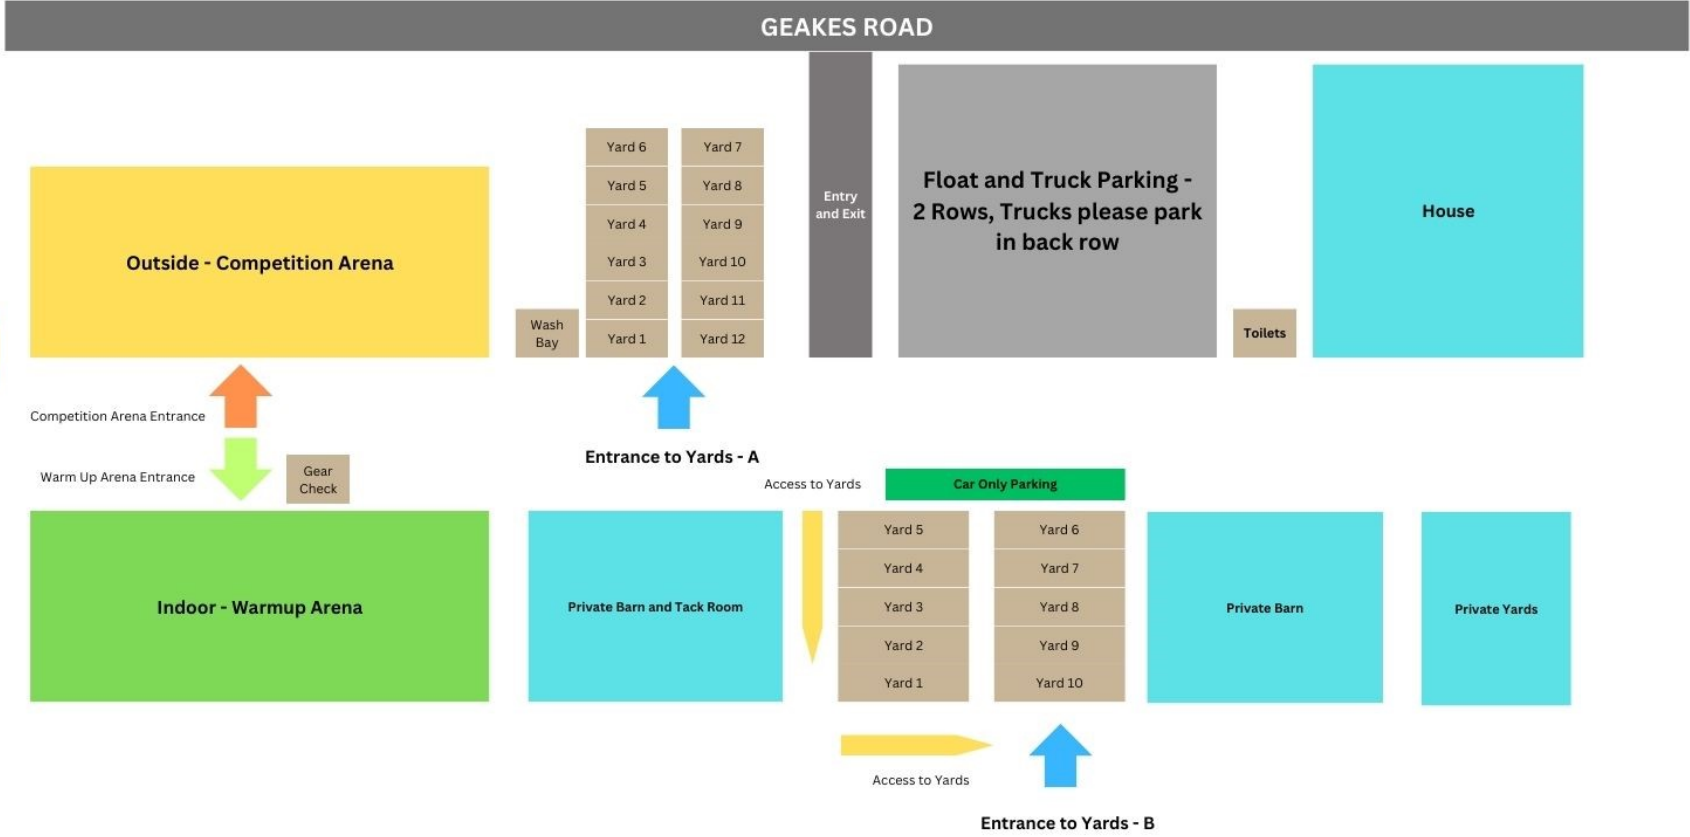 GEAKES ROAD
Entry
and Exit
Float and Truck Parking -
2 Rows, Trucks please park
in back row
House
Toilets
Outside - Competition Arena
Wash
Bay
Yard 6
Yard 5
Yard 4
Yard 3
Yard 2
Yard 1
Yard 7
Yard 8
Yard 9
Yard 10
Yard 11
Yard 12
Competition Arena Entrance
Warm Up Arena Entrance
Gear
Check
Entrance to Yards - A
Access to Yards
Car Only Parking
Indoor - Warmup Arena
Private Barn and Tack Room
Yard 5
Yard 4
Yard 3
Yard 2
Yard 1
Yard 6
Yard 7
Yard 8
Yard 9
Yard 10
Private Barn
Private Yards
Access to Yards
Entrance to Yards - B